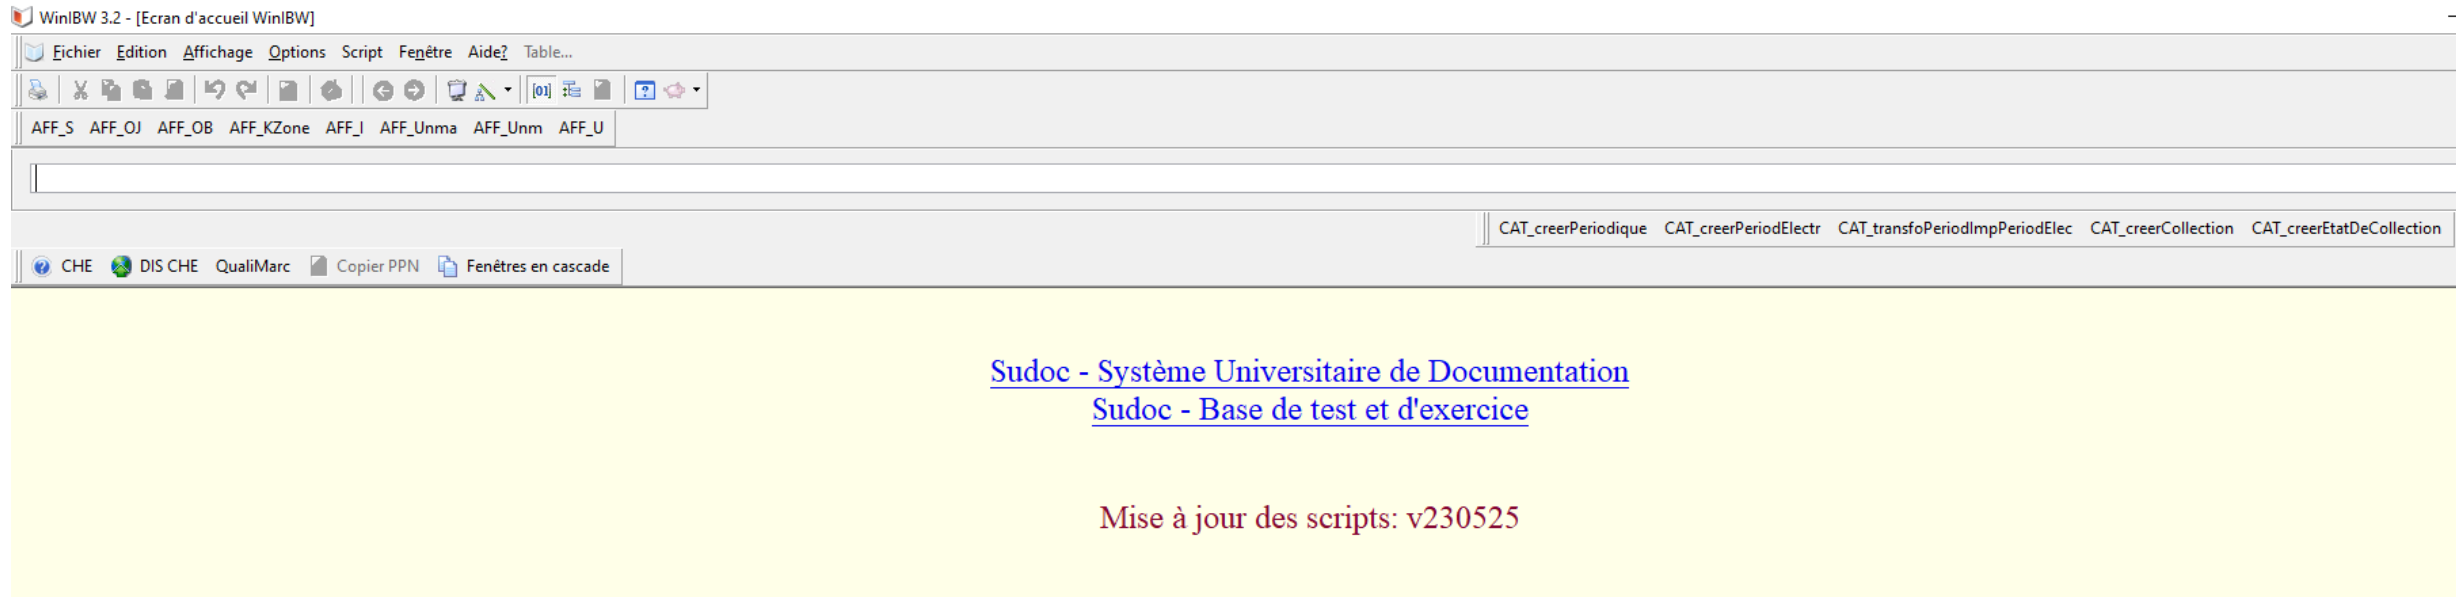 WinIBW 3.2 - [Ecran d'accueil WinIBW]
Fichier Edition Affichage Options Script Fenêtre Aide? Table...
[01] ?
AFF_S AFF_OJ AFF_OB AFF_KZone AFF_I AFF_Unma AFF_Unm AFF_U
CAT_creerPeriodique CAT_creerPeriodElectr CAT_transfoPeriodImpPeriodElec CAT_creerCollection CAT_creerEtatDeCollection
? CHE DIS CHE QualiMarc Copier PPN Fenêtres en cascade
Sudoc - Système Universitaire de Documentation
Sudoc - Base de test et d'exercice
Mise à jour des scripts: v230525